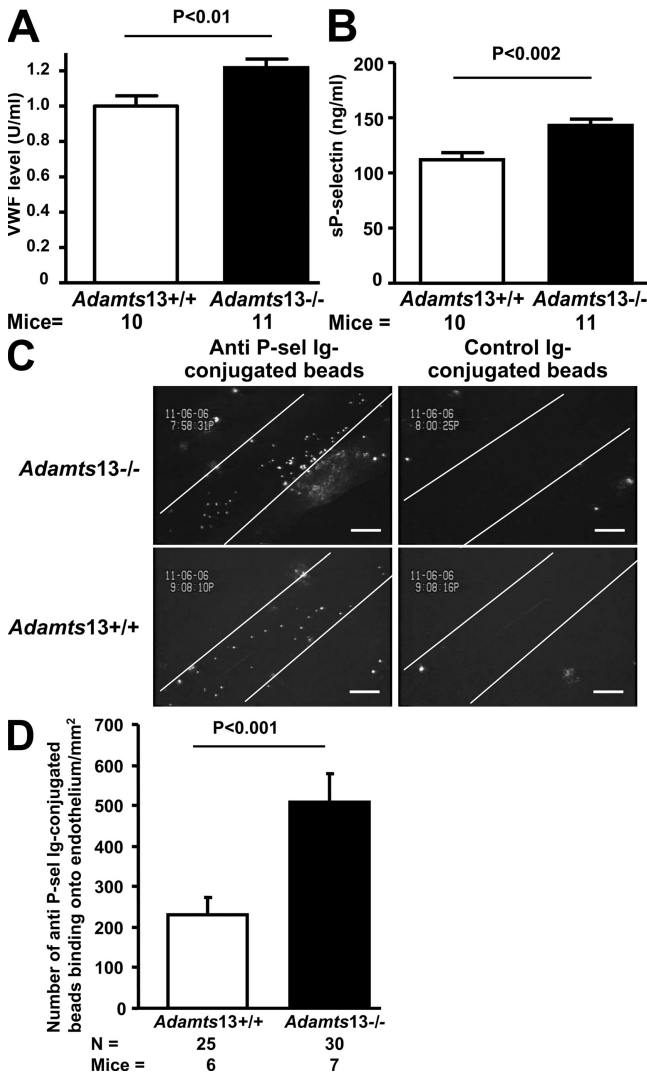 A
P<0.01
VWF level (U/ml)
1.2
1.0
0.8
0.6
0.4
0.2
0
Adamts13+/+ Adamts13-/-
Mice= 10 11
B
P<0.002
sP-selectin (ng/ml)
200
150
100
50
0
Adamts13+/+ Adamts13-/-
Mice = 10 11
C
Anti P-sel Ig-
conjugated beads
Control Ig-
conjugated beads
Adamts13-/-
11-06-06
7:58:31P
11-06-06
8:00:25P
Adamts13+/+
11-06-06
9:08:10P
11-06-06
9:08:16P
D
P<0.001
Number of anti P-sel Ig-conjugated
beads binding onto endothelium/mm²
700
600
500
400
300
200
100
0
Adamts13+/+ Adamts13-/-
N = 25 30
Mice = 6 7